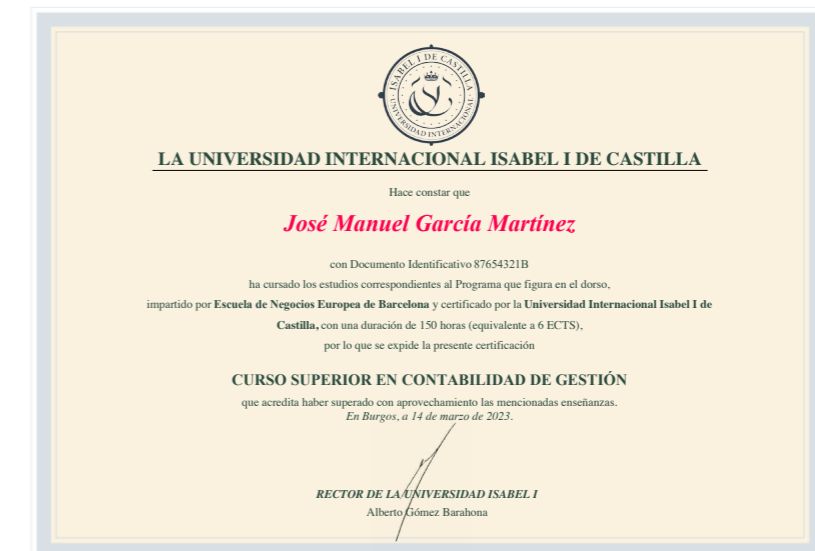 ISABEL I DE CASTILLA
UNIVERSIDAD INTERNACIONAL
LA UNIVERSIDAD INTERNACIONAL ISABEL I DE CASTILLA
Hace constar que
José Manuel García Martínez
con Documento Identificativo 87654321B
ha cursado los estudios correspondientes al Programa que figura en el dorso,
impartido por Escuela de Negocios Europea de Barcelona y certificado por la Universidad Internacional Isabel I de
Castilla, con una duración de 150 horas (equivalente a 6 ECTS),
por lo que se expide la presente certificación
CURSO SUPERIOR EN CONTABILIDAD DE GESTIÓN
que acredita haber superado con aprovechamiento las mencionadas enseñanzas.
En Burgos, a 14 de marzo de 2023.
RECTOR DE LA UNIVERSIDAD ISABEL I
Alberto Gómez Barahona